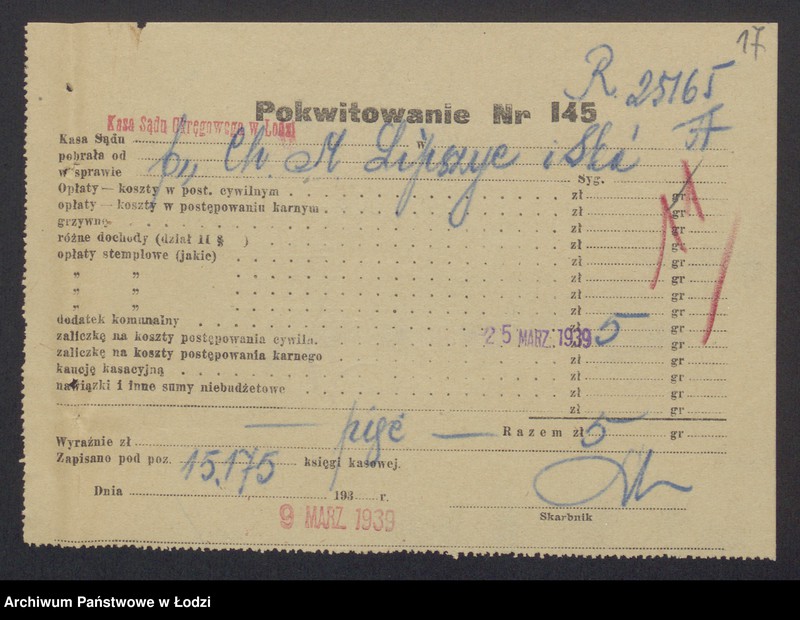 17
R. 25165
Pokwitowanie Nr 145
Kasa Sądu Okręgowego w Łodzi
Kasa Sądu w
pobrała od Ch. A Lipszyc i Ska
w sprawie Syg.
Opłaty—koszty w post. cywilnym zł gr
opłaty—koszty w postępowaniu karnym zł gr
grzywne zł gr
różne dochody (dział II § ) zł gr
opłaty stemplowe (jakie) zł gr
„ „ zł gr
„ „ zł gr
„ „ zł gr
dodatek komunalny zł gr
zaliczkę na koszty postępowania cywiln. 25 MARZ. 1939 5 gr
zaliczkę na koszty postępowania karnego zł gr
kaucję kasacyjną zł gr
nawiązki i inne sumy niebudżetowe zł gr
zł gr
— pięć — Razem zł 5 gr
Wyraźnie zł
Zapisano pod poz. 15.175 księgi kasowej.
Dnia 193 r.
9 MARZ. 1939
Skarbnik
Archiwum Państwowe w Łodzi